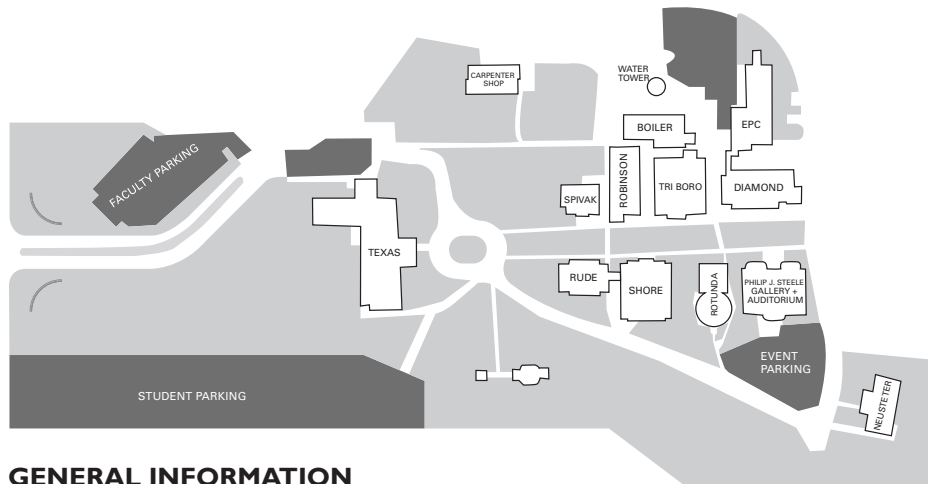 CARPENTER
SHOP
WATER
TOWER
BOILER
EPC
FACULTY PARKING
ROBINSON
TRI BORO
DIAMOND
SPIVAK
TEXAS
RUDE
SHORE
ROTUNDA
PHILIP J. STEELE
GALLERY +
AUDITORIUM
EVENT
PARKING
STUDENT PARKING
NEUSTETER
GENERAL INFORMATION